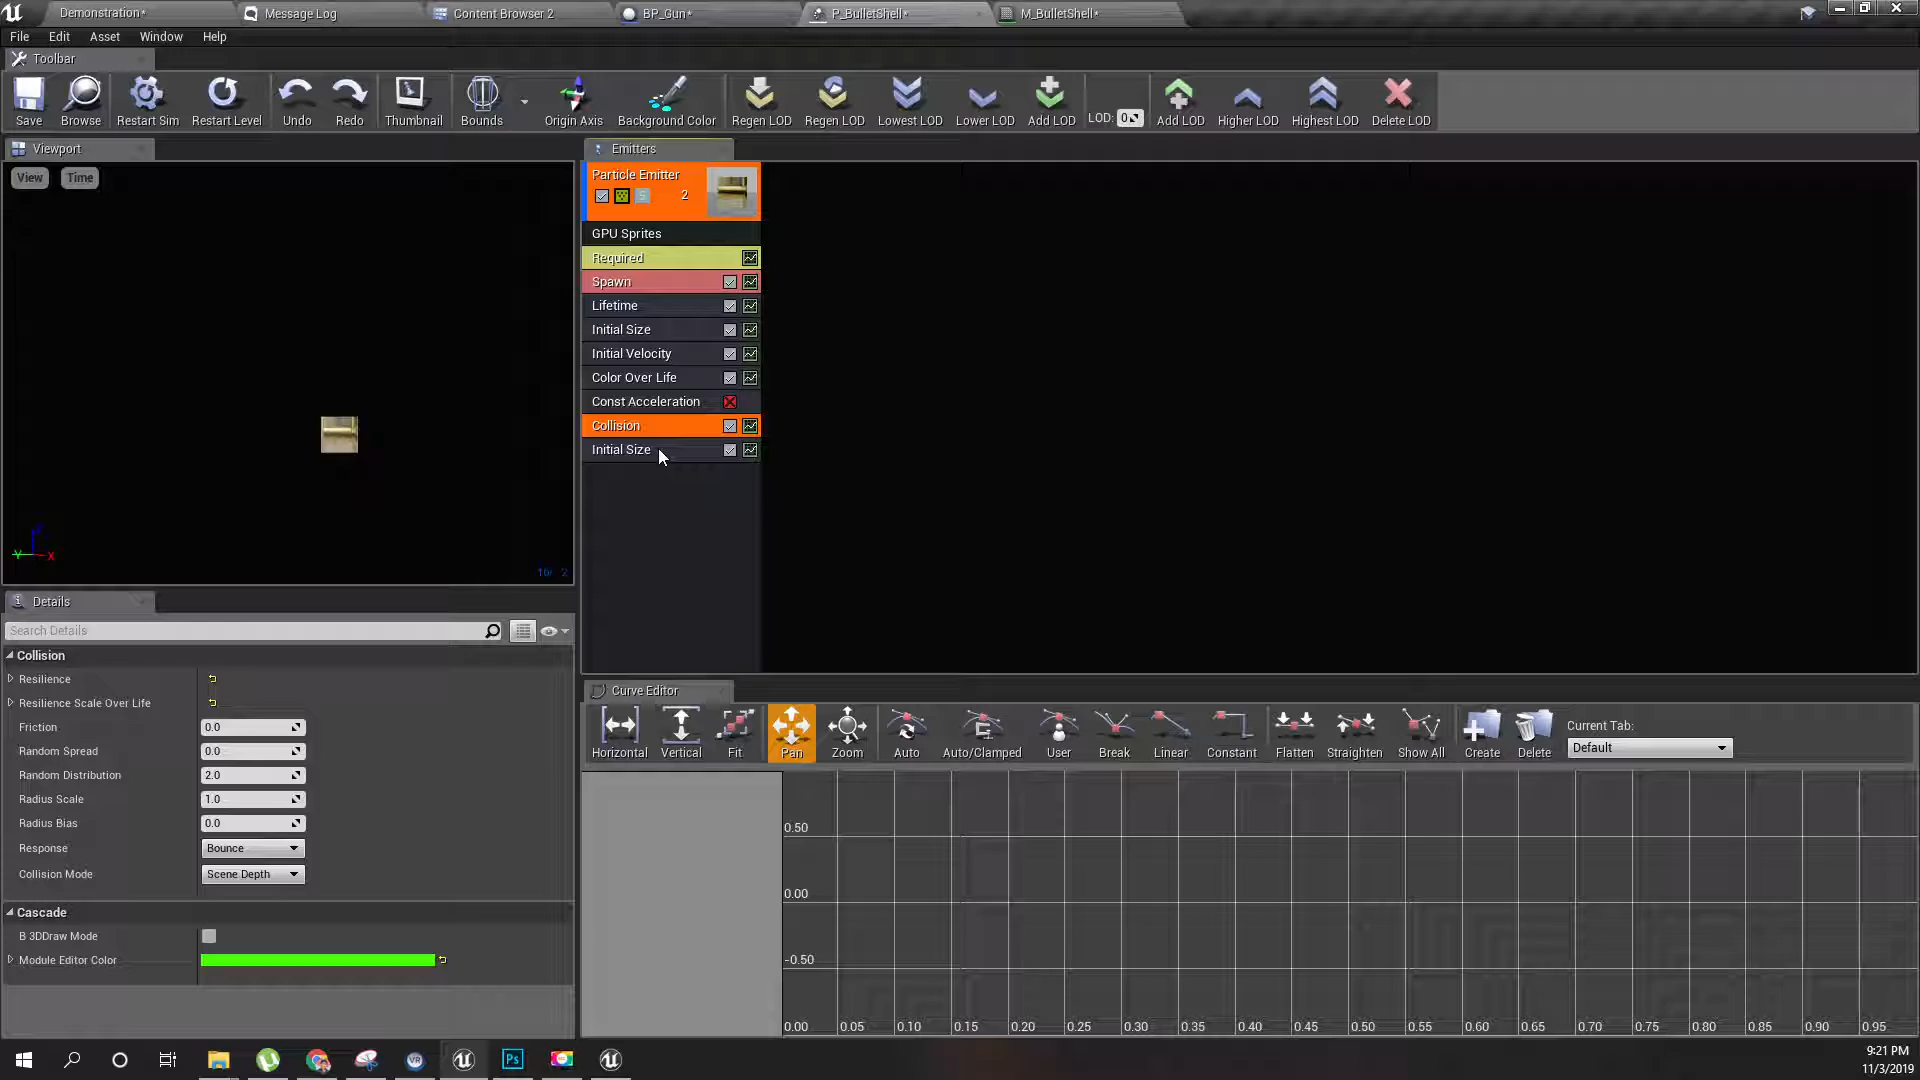 Demonstration*
Message Log
Content Browser 2
BP_Gun*
P_BulletShell*
M_BulletShell*
File Edit Asset Window Help
Toolbar
Save Browse Restart Sim Restart Level Undo Redo Thumbnail Bounds Origin Axis Background Color Regen LOD Regen LOD Lowest LOD Lower LOD Add LOD LOD: 0 Add LOD Higher LOD Highest LOD Delete LOD
Viewport
View Time
Y X
Emitters
Particle Emitter
S 2
GPU Sprites
Required
Spawn
Lifetime
Initial Size
Initial Velocity
Color Over Life
Const Acceleration
Collision
Initial Size
Details
Search Details
Collision
Resilience
Resilience Scale Over Life
Friction 0.0
Random Spread 0.0
Random Distribution 2.0
Radius Scale 1.0
Radius Bias 0.0
Response Bounce
Collision Mode Scene Depth
Cascade
B 3DDraw Mode
Module Editor Color
Curve Editor
Horizontal Vertical Fit Pan Zoom Auto Auto/Clamped User Break Linear Constant Flatten Straighten Show All Create Delete
Current Tab:
Default
0.50
0.00
-0.50
0.00 0.05 0.10 0.15 0.20 0.25 0.30 0.35 0.40 0.45 0.50 0.55 0.60 0.65 0.70 0.75 0.80 0.85 0.90 0.95
VR
Ps
9:21 PM
11/3/2019